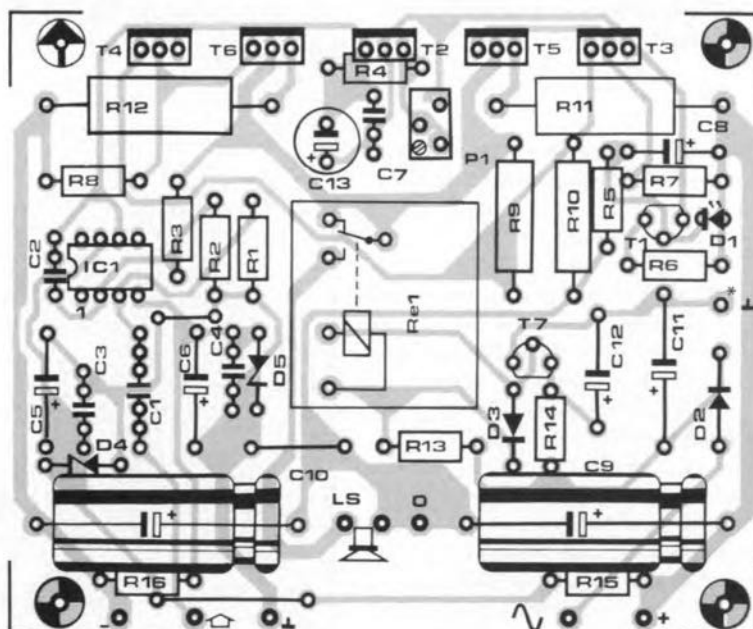 T4 T6 T2 T5 T3
R4
R12 R11
C8
C13 C7 P1
R8 R3 R2 R1 R9 R10 R5 R7
T1 D1
C2 IC1 R6
1
Re1
*
T7
C5 C3 C1 C6 C4 D5 C12 C11
D4 D3 R14 D2
R13
C10 LS 0 C9
R16 R15
- + +